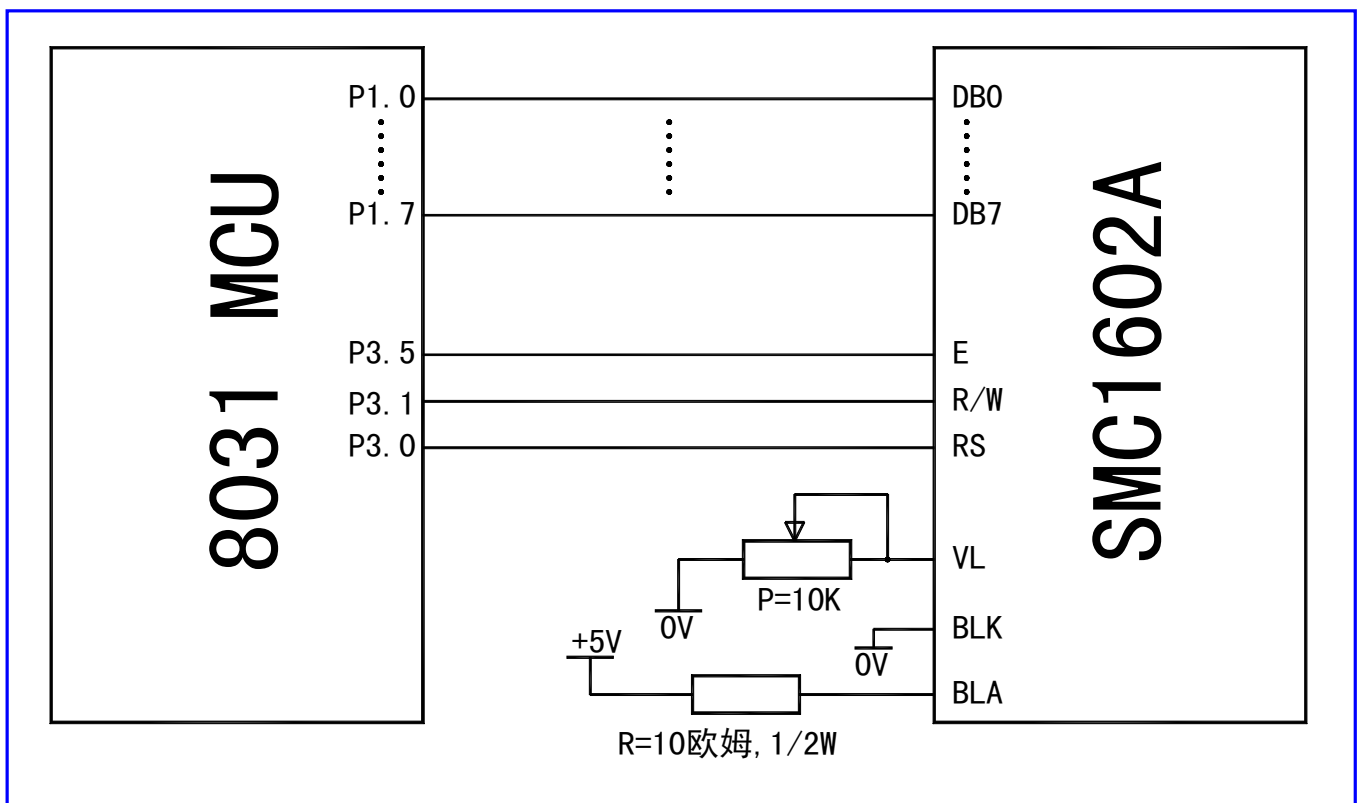 8031 MCU
P1.0
P1.7
P3.5
P3.1
P3.0
DB0
DB7
E
R/W
RS
VL
BLK
BLA
SMC1602A
P=10K
0V
0V
+5V
R=10欧姆,1/2W